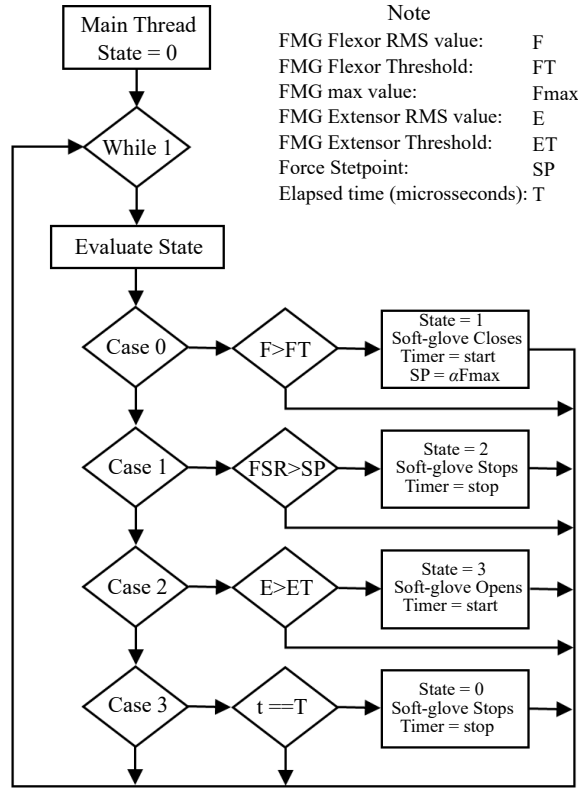 Main Thread
State = 0
Note
FMG Flexor RMS value: F
FMG Flexor Threshold: FT
FMG max value: Fmax
FMG Extensor RMS value: E
FMG Extensor Threshold: ET
Force Stetpoint: SP
Elapsed time (microsseconds): T
While 1
Evaluate State
Case 0
F>FT
State = 1
Soft-glove Closes
Timer = start
SP = αFmax
Case 1
FSR>SP
State = 2
Soft-glove Stops
Timer = stop
Case 2
E>ET
State = 3
Soft-glove Opens
Timer = start
Case 3
t ==T
State = 0
Soft-glove Stops
Timer = stop